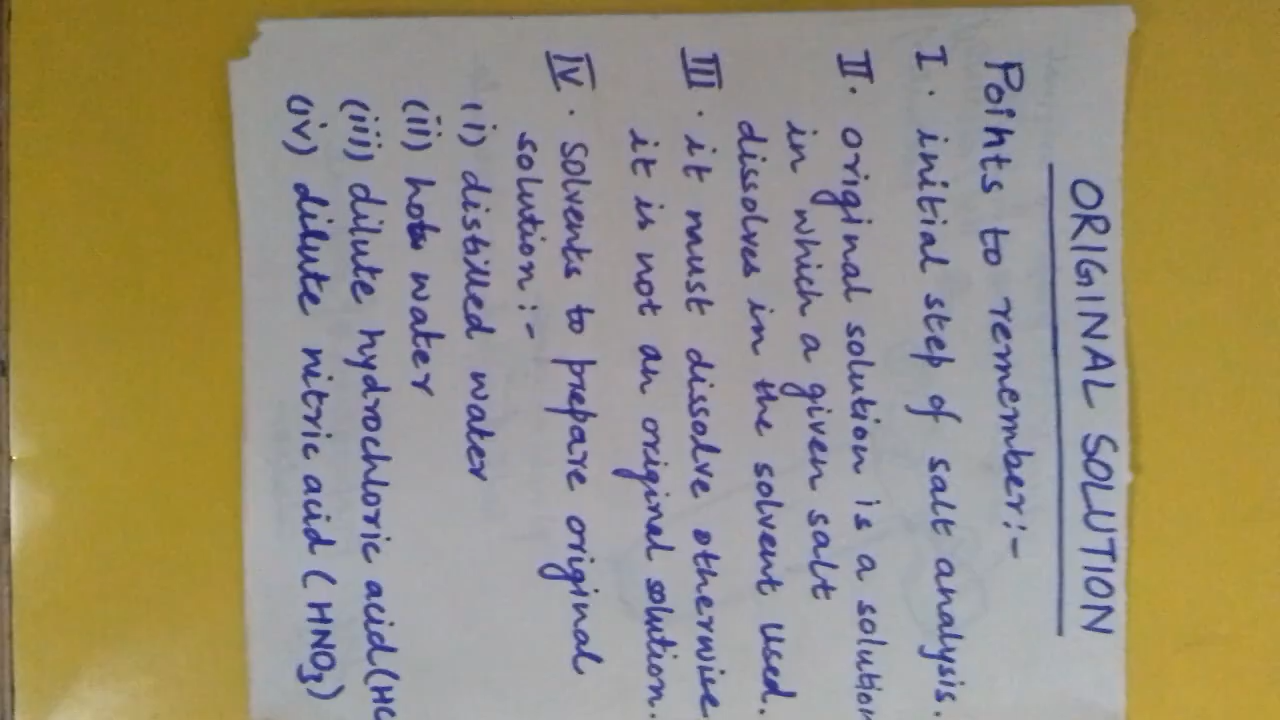 ORIGINAL SOLUTION
Points to remember:-
I. initial step of salt analysis.
II. original solution is a solution
in which a given salt
dissolves in the solvent used.
III. it must dissolve otherwise
it is not an original solution.
IV. solvents to prepare original
solution:-
(i) distilled water
(ii) hot water
(iii) dilute hydrochloric acid (HC
(iv) dilute nitric acid (HNO₃)